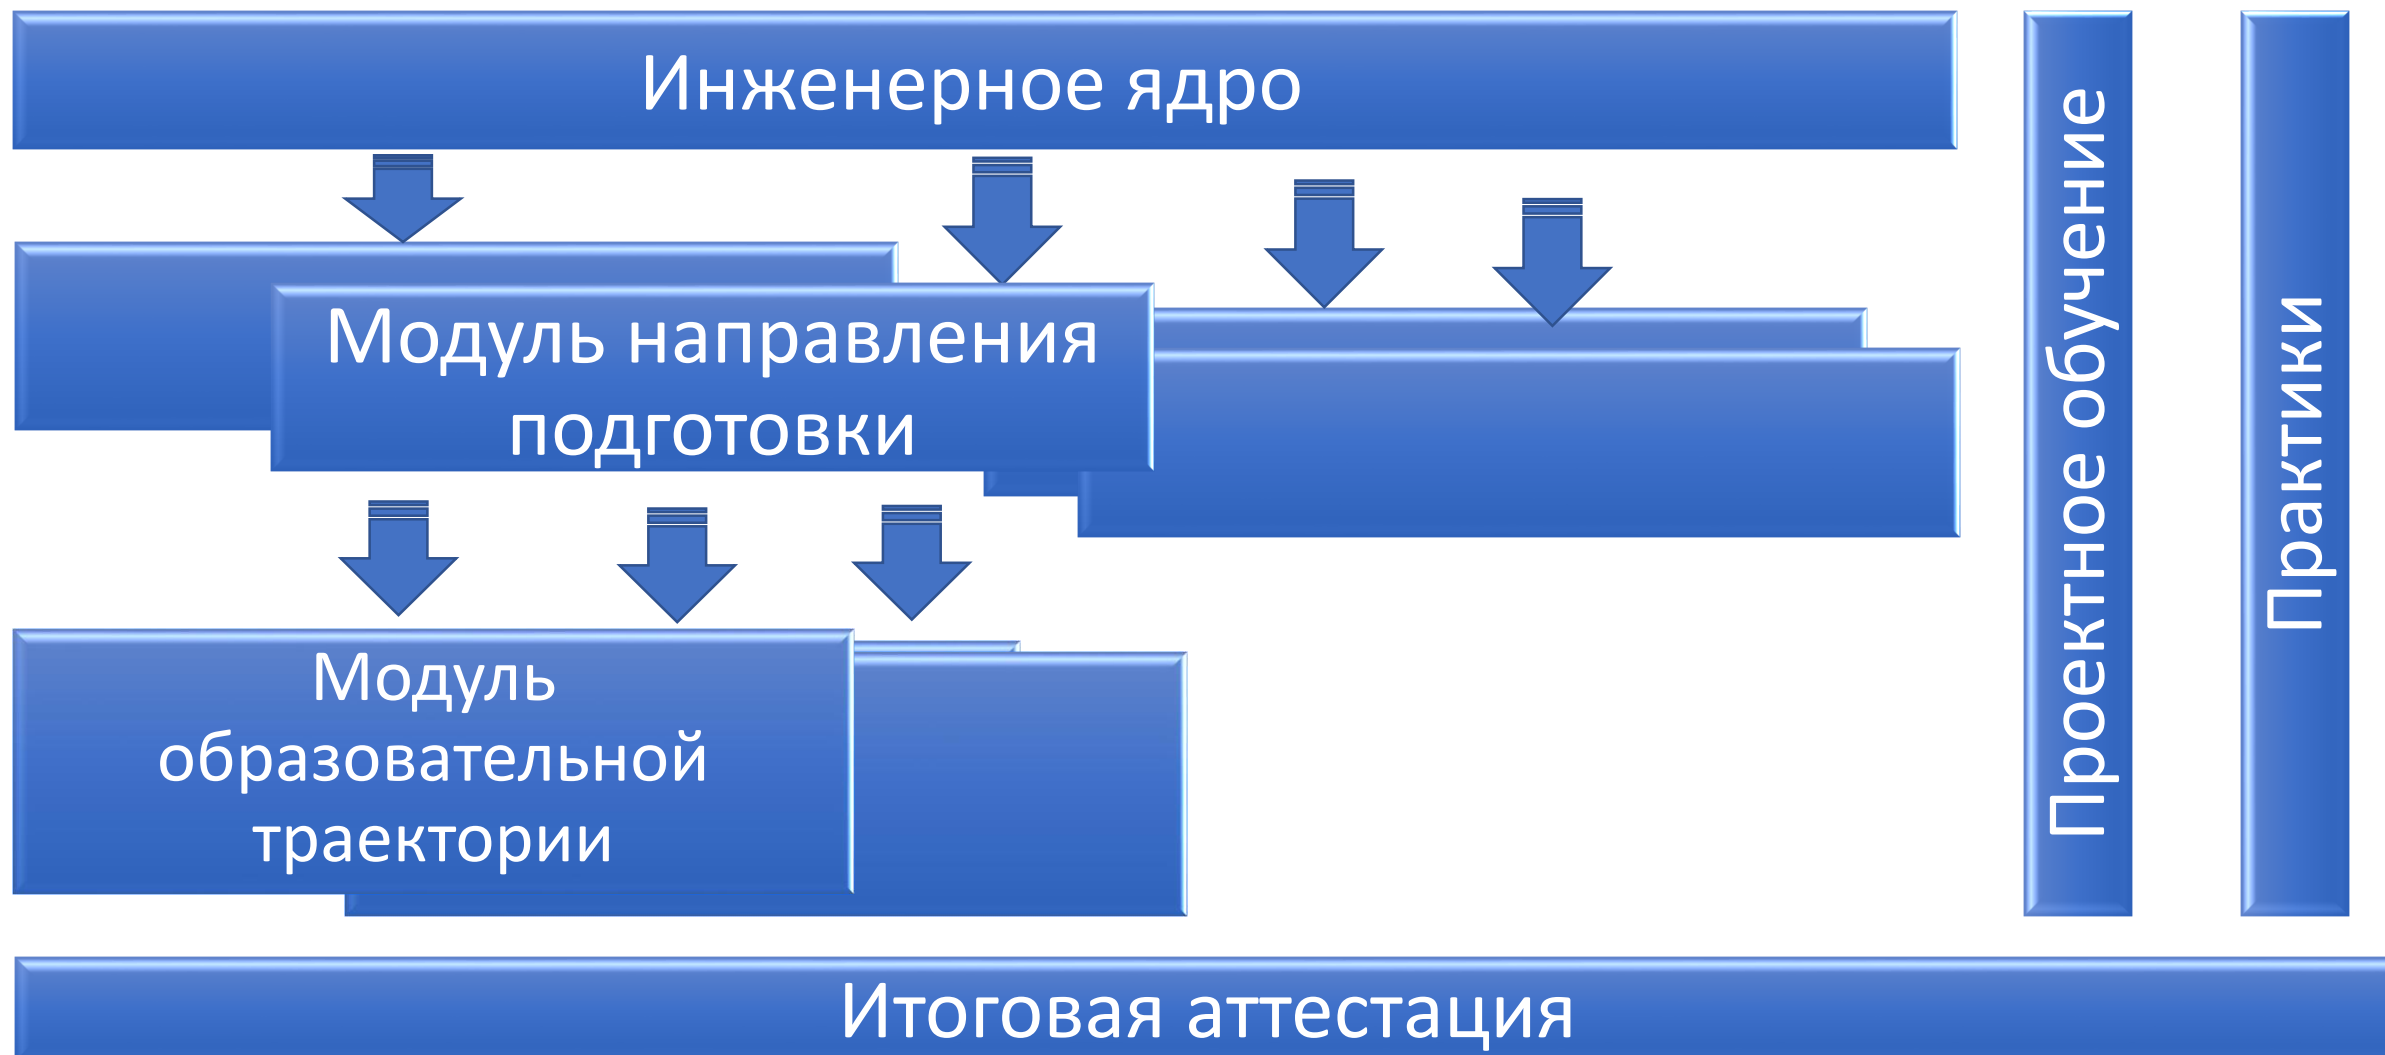 Инженерное ядро
Модуль направления
подготовки
Модуль
образовательной
траектории
Проектное обучение
Практики
Итоговая аттестация